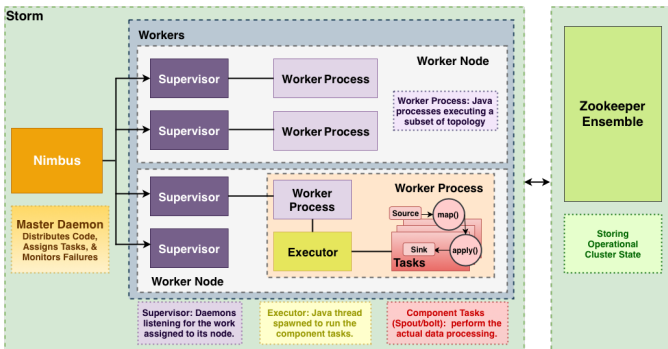 Storm
Workers
Worker Node
Supervisor
Worker Process
Worker Process: Java
processes executing a
subset of topology
Supervisor
Worker Process
Nimbus
Master Daemon
Distributes Code,
Assigns Tasks, &
Monitors Failures
Supervisor
Supervisor
Worker Node
Worker Process
Worker
Process
Executor
Source
map()
Sink
apply()
Tasks
Supervisor: Daemons
listening for the work
assigned to its node.
Executor: Java thread
spawned to run the
component tasks.
Component Tasks
(Spout/bolt): perform the
actual data processing.
Zookeeper
Ensemble
Storing
Operational
Cluster State